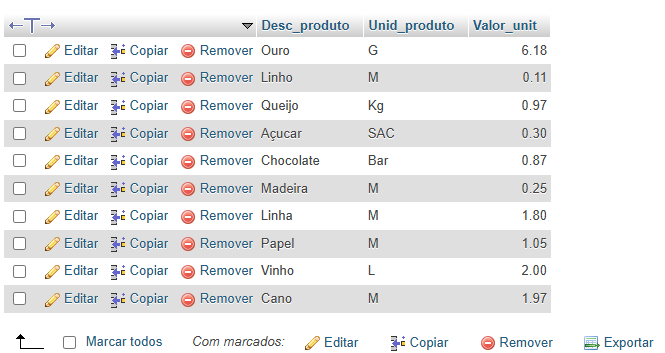 Desc_produto Unid_produto Valor_unit
Editar Copiar Remover Ouro G 6.18
Editar Copiar Remover Linho M 0.11
Editar Copiar Remover Queijo Kg 0.97
Editar Copiar Remover Açucar SAC 0.30
Editar Copiar Remover Chocolate Bar 0.87
Editar Copiar Remover Madeira M 0.25
Editar Copiar Remover Linha M 1.80
Editar Copiar Remover Papel M 1.05
Editar Copiar Remover Vinho L 2.00
Editar Copiar Remover Cano M 1.97
Marcar todos Com marcados: Editar Copiar Remover Exportar